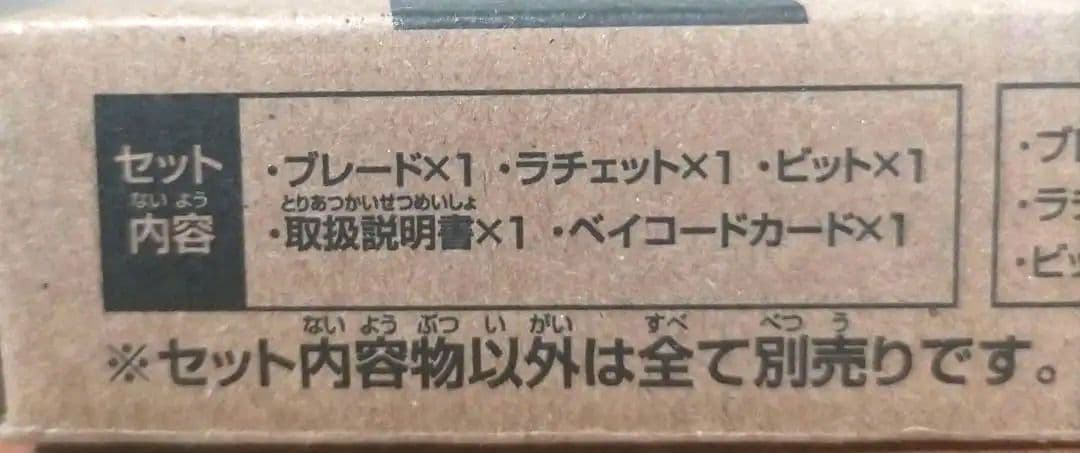 セット
ないよう
内容
・ブレード×1 ・ラチェット×1 ・ビット×1
とりあつかいせつめいしょ
・取扱説明書×1 ・ベイコードカード×1
ない よう ぶつ い がい すべ べつ う
※セット内容物以外は全て別売りです。
・ブ
・ラ
・ビッ